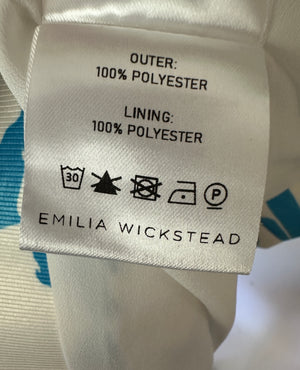 OUTER:
100% POLYESTER
LINING:
100% POLYESTER
30 P
EMILIA WICKSTEAD